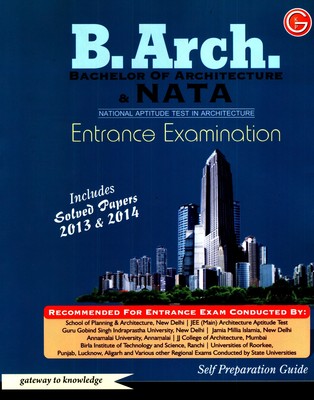 G
B. Arch.
BACHELOR OF ARCHITECTURE
& NATA
NATIONAL APTITUDE TEST IN ARCHITECTURE
Entrance Examination
Includes
Solved Papers
2013 & 2014
RECOMMENDED FOR ENTRANCE EXAM CONDUCTED BY:
School of Planning & Architecture, New Delhi | JEE (Main) Architecture Aptitude Test
Guru Gobind Singh Indraprastha University, New Delhi | Jamia Millia Islamia, New Delhi
Annamalai University, Annamalai | JJ College of Architecture, Mumbai
Birla Institute of Technology and Science, Ranchi | Universities of Roorkee,
Punjab, Lucknow, Aligarh and Various other Regional Exams Conducted by State Universities
Self Preparation Guide
gateway to knowledge